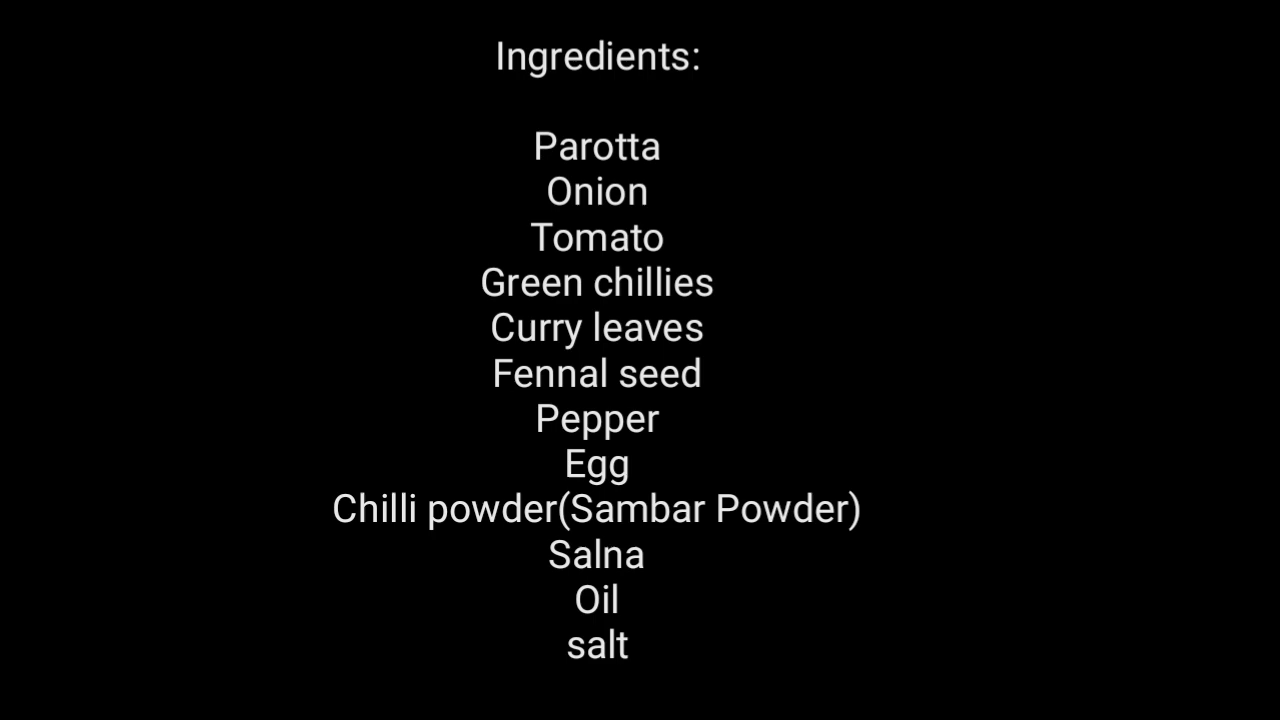 Ingredients:
Parotta
Onion
Tomato
Green chillies
Curry leaves
Fennal seed
Pepper
Egg
Chilli powder(Sambar Powder)
Salna
Oil
salt